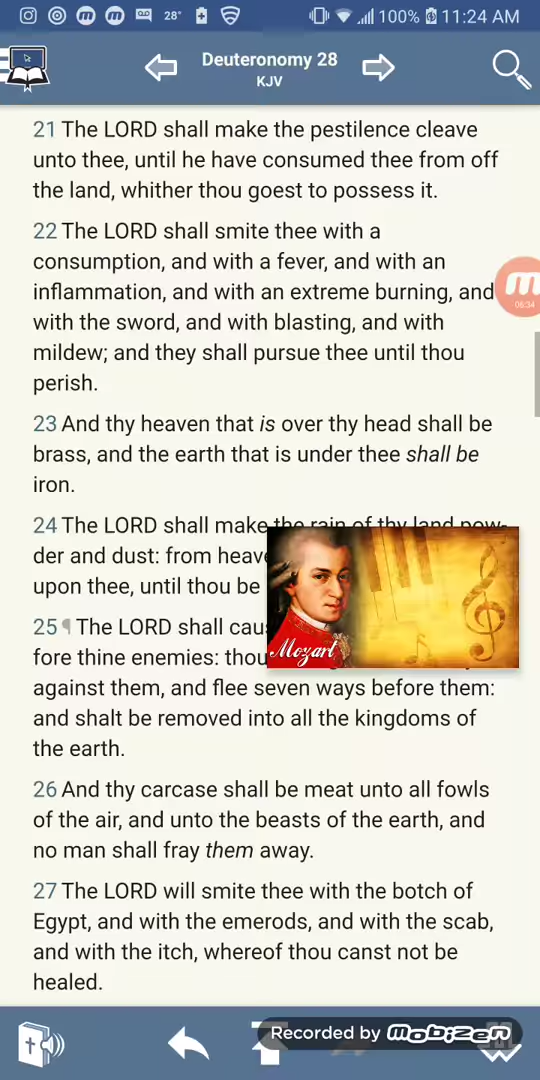 28° 100% 11:24 AM
Deuteronomy 28
KJV
21 The LORD shall make the pestilence cleave
unto thee, until he have consumed thee from off
the land, whither thou goest to possess it.
22 The LORD shall smite thee with a
consumption, and with a fever, and with an
inflammation, and with an extreme burning, and
with the sword, and with blasting, and with
mildew; and they shall pursue thee until thou
perish.
06:34
23 And thy heaven that is over thy head shall be
brass, and the earth that is under thee shall be
iron.
24 The LORD shall make the rain of thy land pow-
der and dust: from heave
upon thee, until thou be
25 ¶ The LORD shall cau
fore thine enemies: thou
Mozart
against them, and flee seven ways before them:
and shalt be removed into all the kingdoms of
the earth.
26 And thy carcase shall be meat unto all fowls
of the air, and unto the beasts of the earth, and
no man shall fray them away.
27 The LORD will smite thee with the botch of
Egypt, and with the emerods, and with the scab,
and with the itch, whereof thou canst not be
healed.
Recorded by Mobizen